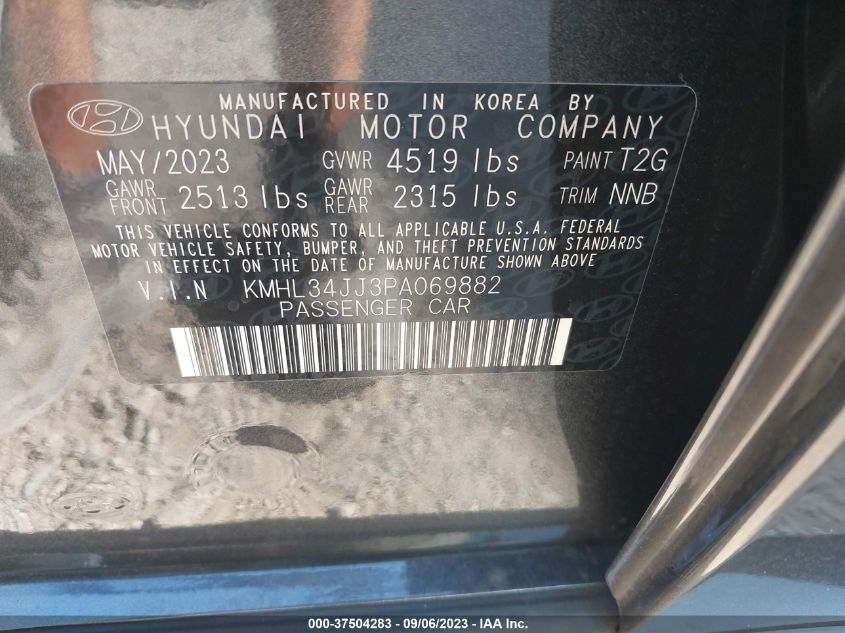 MANUFACTURED IN KOREA BY
HYUNDAI MOTOR COMPANY
MAY/2023 GVWR 4519 lbs PAINT T2G
GAWR FRONT 2513 lbs GAWR REAR 2315 lbs TRIM NNB
THIS VEHICLE CONFORMS TO ALL APPLICABLE U.S.A. FEDERAL
MOTOR VEHICLE SAFETY, BUMPER, AND THEFT PREVENTION STANDARDS
IN EFFECT ON THE DATE OF MANUFACTURE SHOWN ABOVE
V.I.N KMHL34JJ3PA069882
PASSENGER CAR
000-37504283 - 09/06/2023 - IAA Inc.